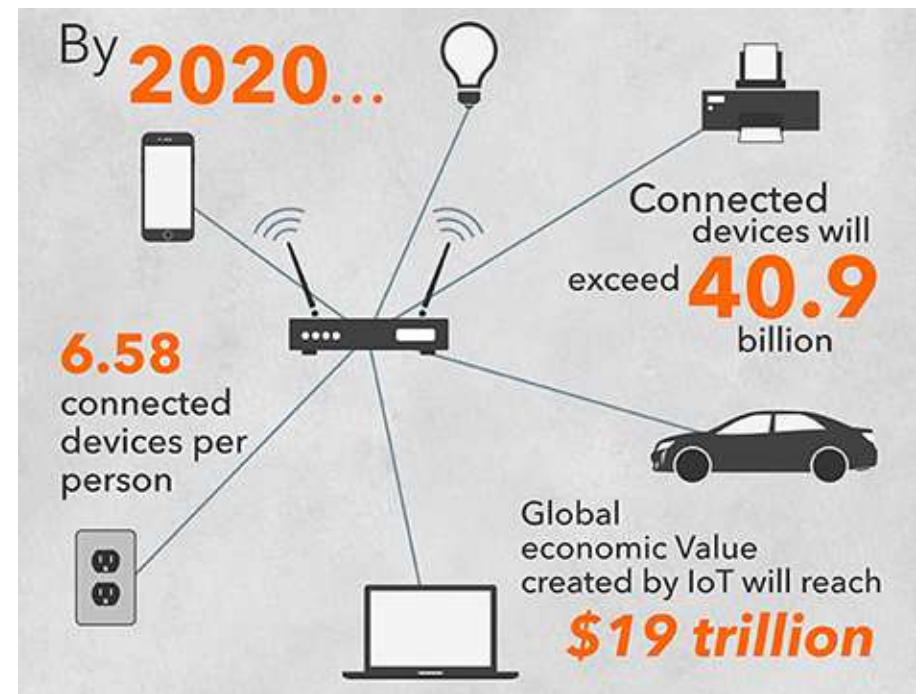 By 2020...
Connected
devices will
exceed 40.9
billion
6.58
connected
devices per
person
Global
economic Value
created by IoT will reach
$19 trillion